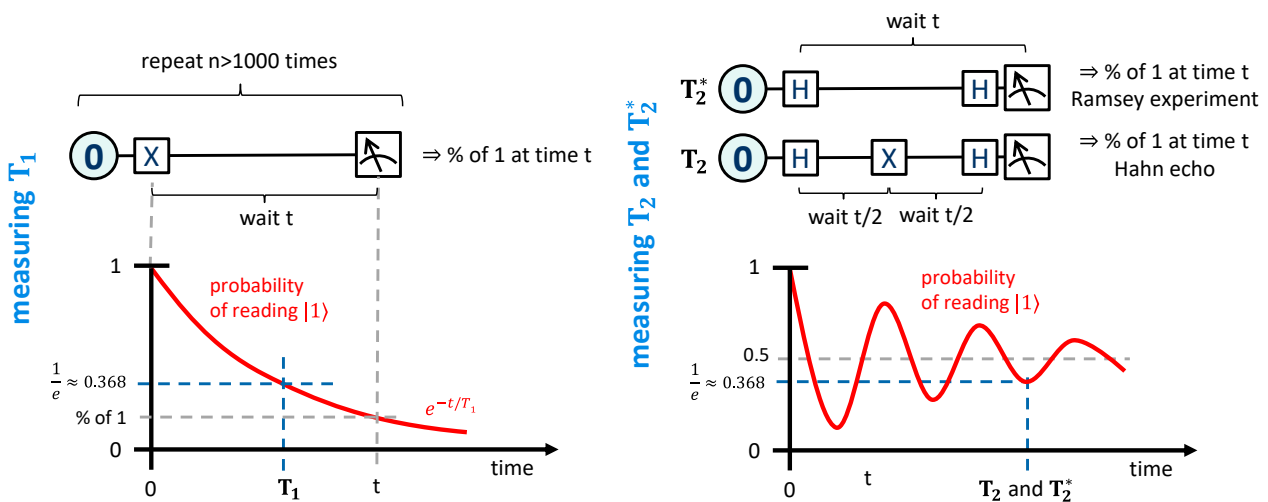 measuring T₁
repeat n>1000 times
0
X
⇒ % of 1 at time t
wait t
1
probability
of reading |1⟩
1/e ≈ 0.368
% of 1
e^{-t/T₁}
0
time
0
T₁
t
measuring T₂ and T₂*
wait t
T₂*
0
H
H
⇒ % of 1 at time t
Ramsey experiment
T₂
0
H
X
H
⇒ % of 1 at time t
Hahn echo
wait t/2
wait t/2
1
probability
of reading |1⟩
0.5
1/e ≈ 0.368
0
0
t
T₂ and T₂*
time